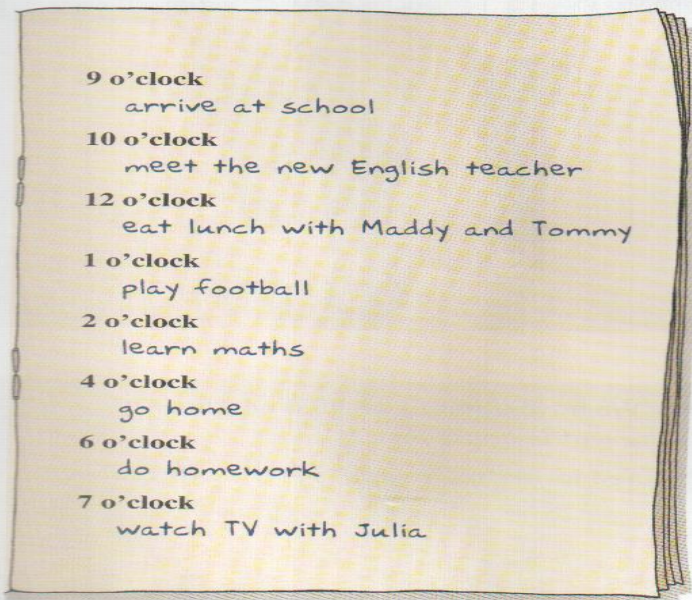 9 o'clock
arrive at school
10 o'clock
meet the new English teacher
12 o'clock
eat lunch with Maddy and Tommy
1 o'clock
play football
2 o'clock
learn maths
4 o'clock
go home
6 o'clock
do homework
7 o'clock
watch TV with Julia